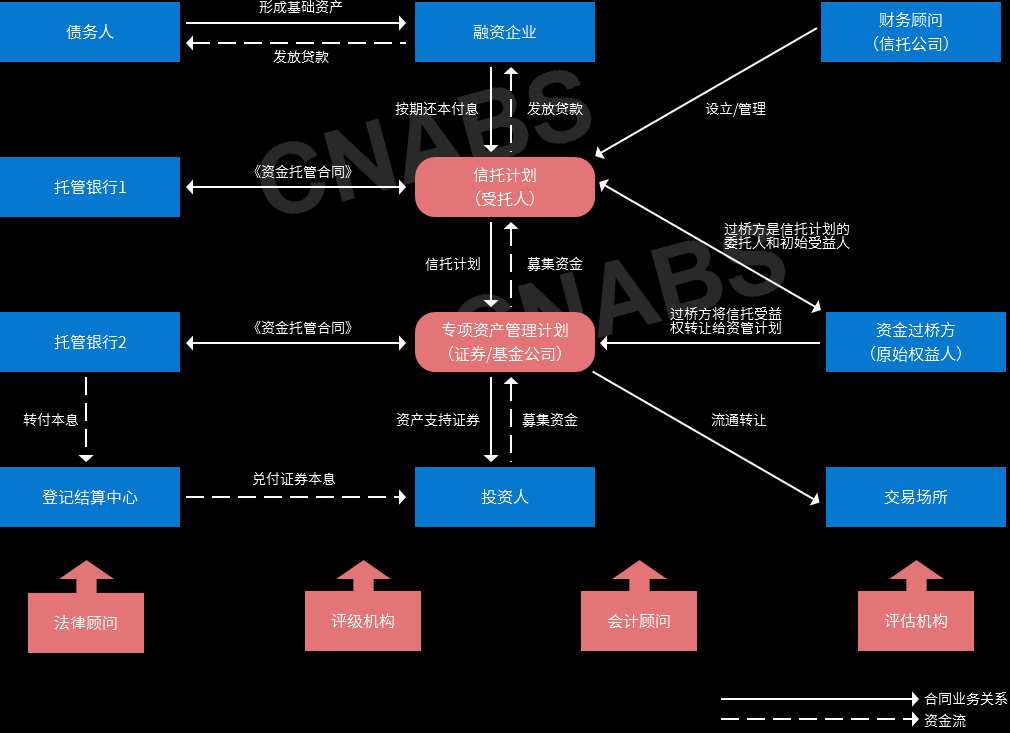 形成基础资产
债务人
融资企业
财务顾问
（信托公司）
发放贷款
按期还本付息
发放贷款
设立/管理
CNABS
托管银行1
《资金托管合同》
信托计划
（受托人）
过桥方是信托计划的
委托人和初始受益人
信托计划
募集资金
CNABS
托管银行2
《资金托管合同》
专项资产管理计划
（证券/基金公司）
过桥方将信托受益
权转让给资管计划
资金过桥方
（原始权益人）
转付本息
资产支持证券
募集资金
流通转让
登记结算中心
兑付证券本息
投资人
交易场所
法律顾问
评级机构
会计顾问
评估机构
合同业务关系
资金流